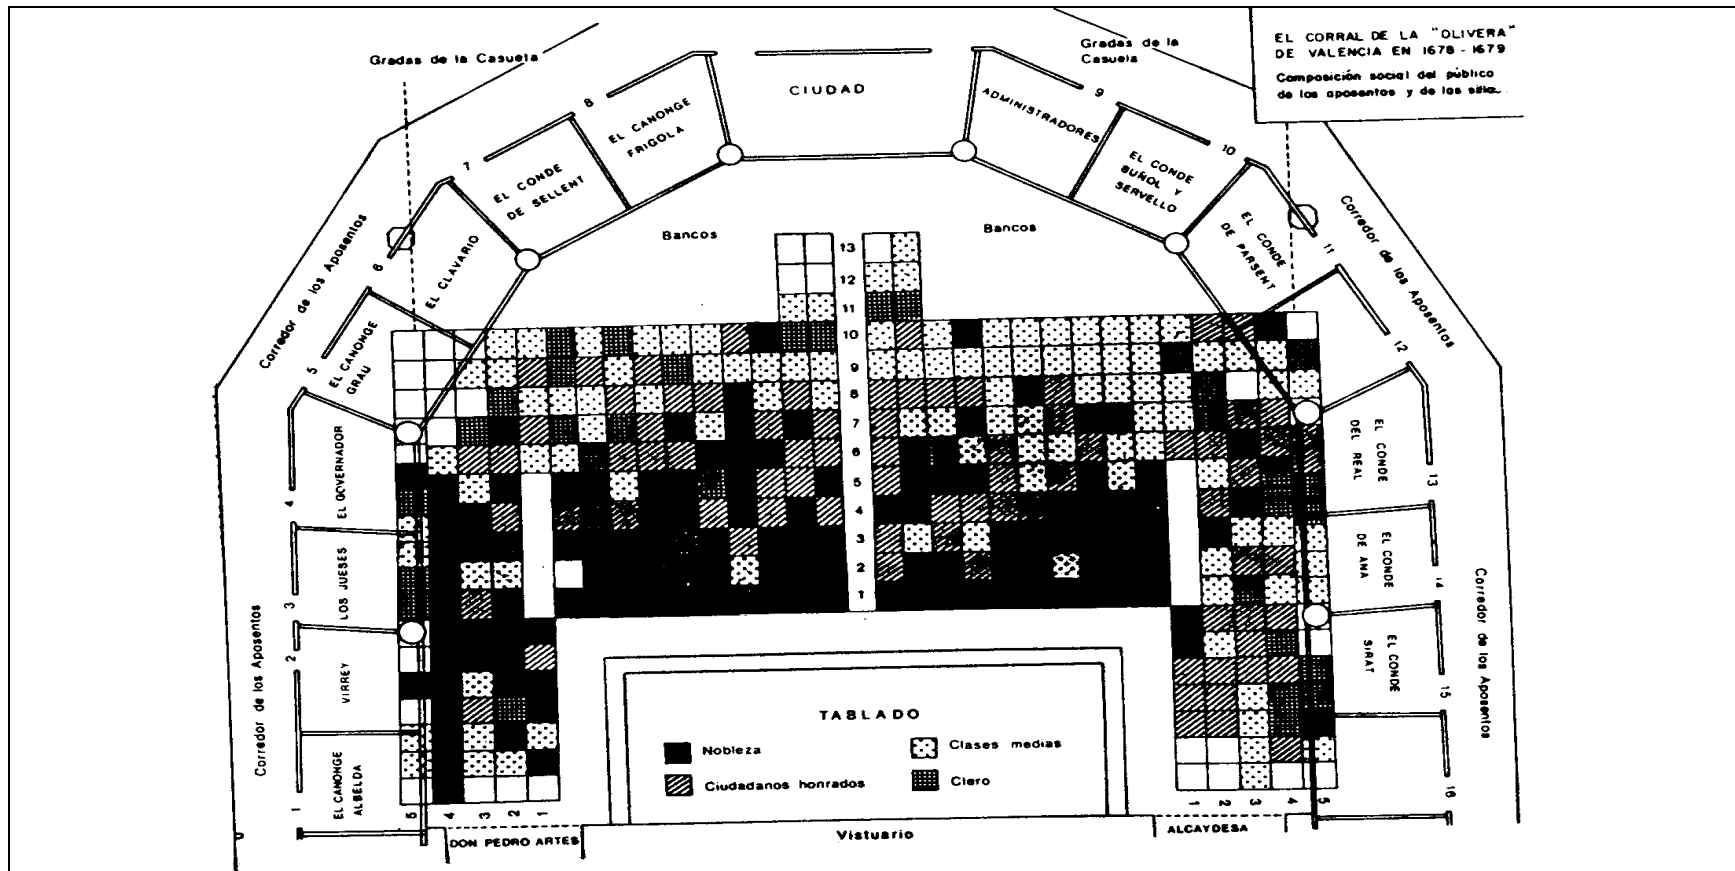 EL CORRAL DE LA "OLIVERA"
DE VALENCIA EN 1678 - 1679
Composición social del público
de los aposentos y de las sillas
Gradas de la Casueta
Gradas de la
Casuela
CIUDAD
8
EL CANONGE
FRIGOLA
ADMINISTRADORES
9
7
EL CONDE
DE SELLENT
EL CONDE
BUÑOL Y
SERVELLO
10
6
EL CLAVARIO
EL CONDE
DE PARSENT
11
Bancos
Bancos
Corredor de los Aposentos
Corredor de los Aposentos
5
EL CANONGE
GRAU
12
13
12
11
10
9
8
7
6
5
4
3
2
1
4
EL GOVERNADOR
EL CONDE
DEL REAL
13
3
LOS JUESES
EL CONDE
DE ANA
14
2
VIRREY
EL CONDE
SIRAT
15
1
EL CANONGE
ALBELDA
16
Corredor de los Aposentos
Corredor de los Aposentos
TABLADO
Nobleza
Clases medias
Ciudadanos honrados
Clero
5 4 3 2 1
1 2 3 4 5
DON PEDRO ARTES
Vistuario
ALCAYDESA